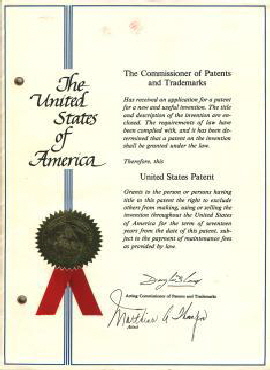 The
United
States
of
America
The Commissioner of Patents
and Trademarks
Has received an application for a patent
for a new and useful invention. The title
and description of the invention are en-
closed. The requirements of law have
been complied with, and it has been de-
termined that a patent on the invention
shall be granted under the law.
Therefore, this
United States Patent
Grants to the person or persons having
title to this patent the right to exclude
others from making, using or selling the
invention throughout the United States
of America for the term of seventeen
years from the date of this patent, sub-
ject to the payment of maintenance fees
as provided by law.
Acting Commissioner of Patents and Trademarks
Attest